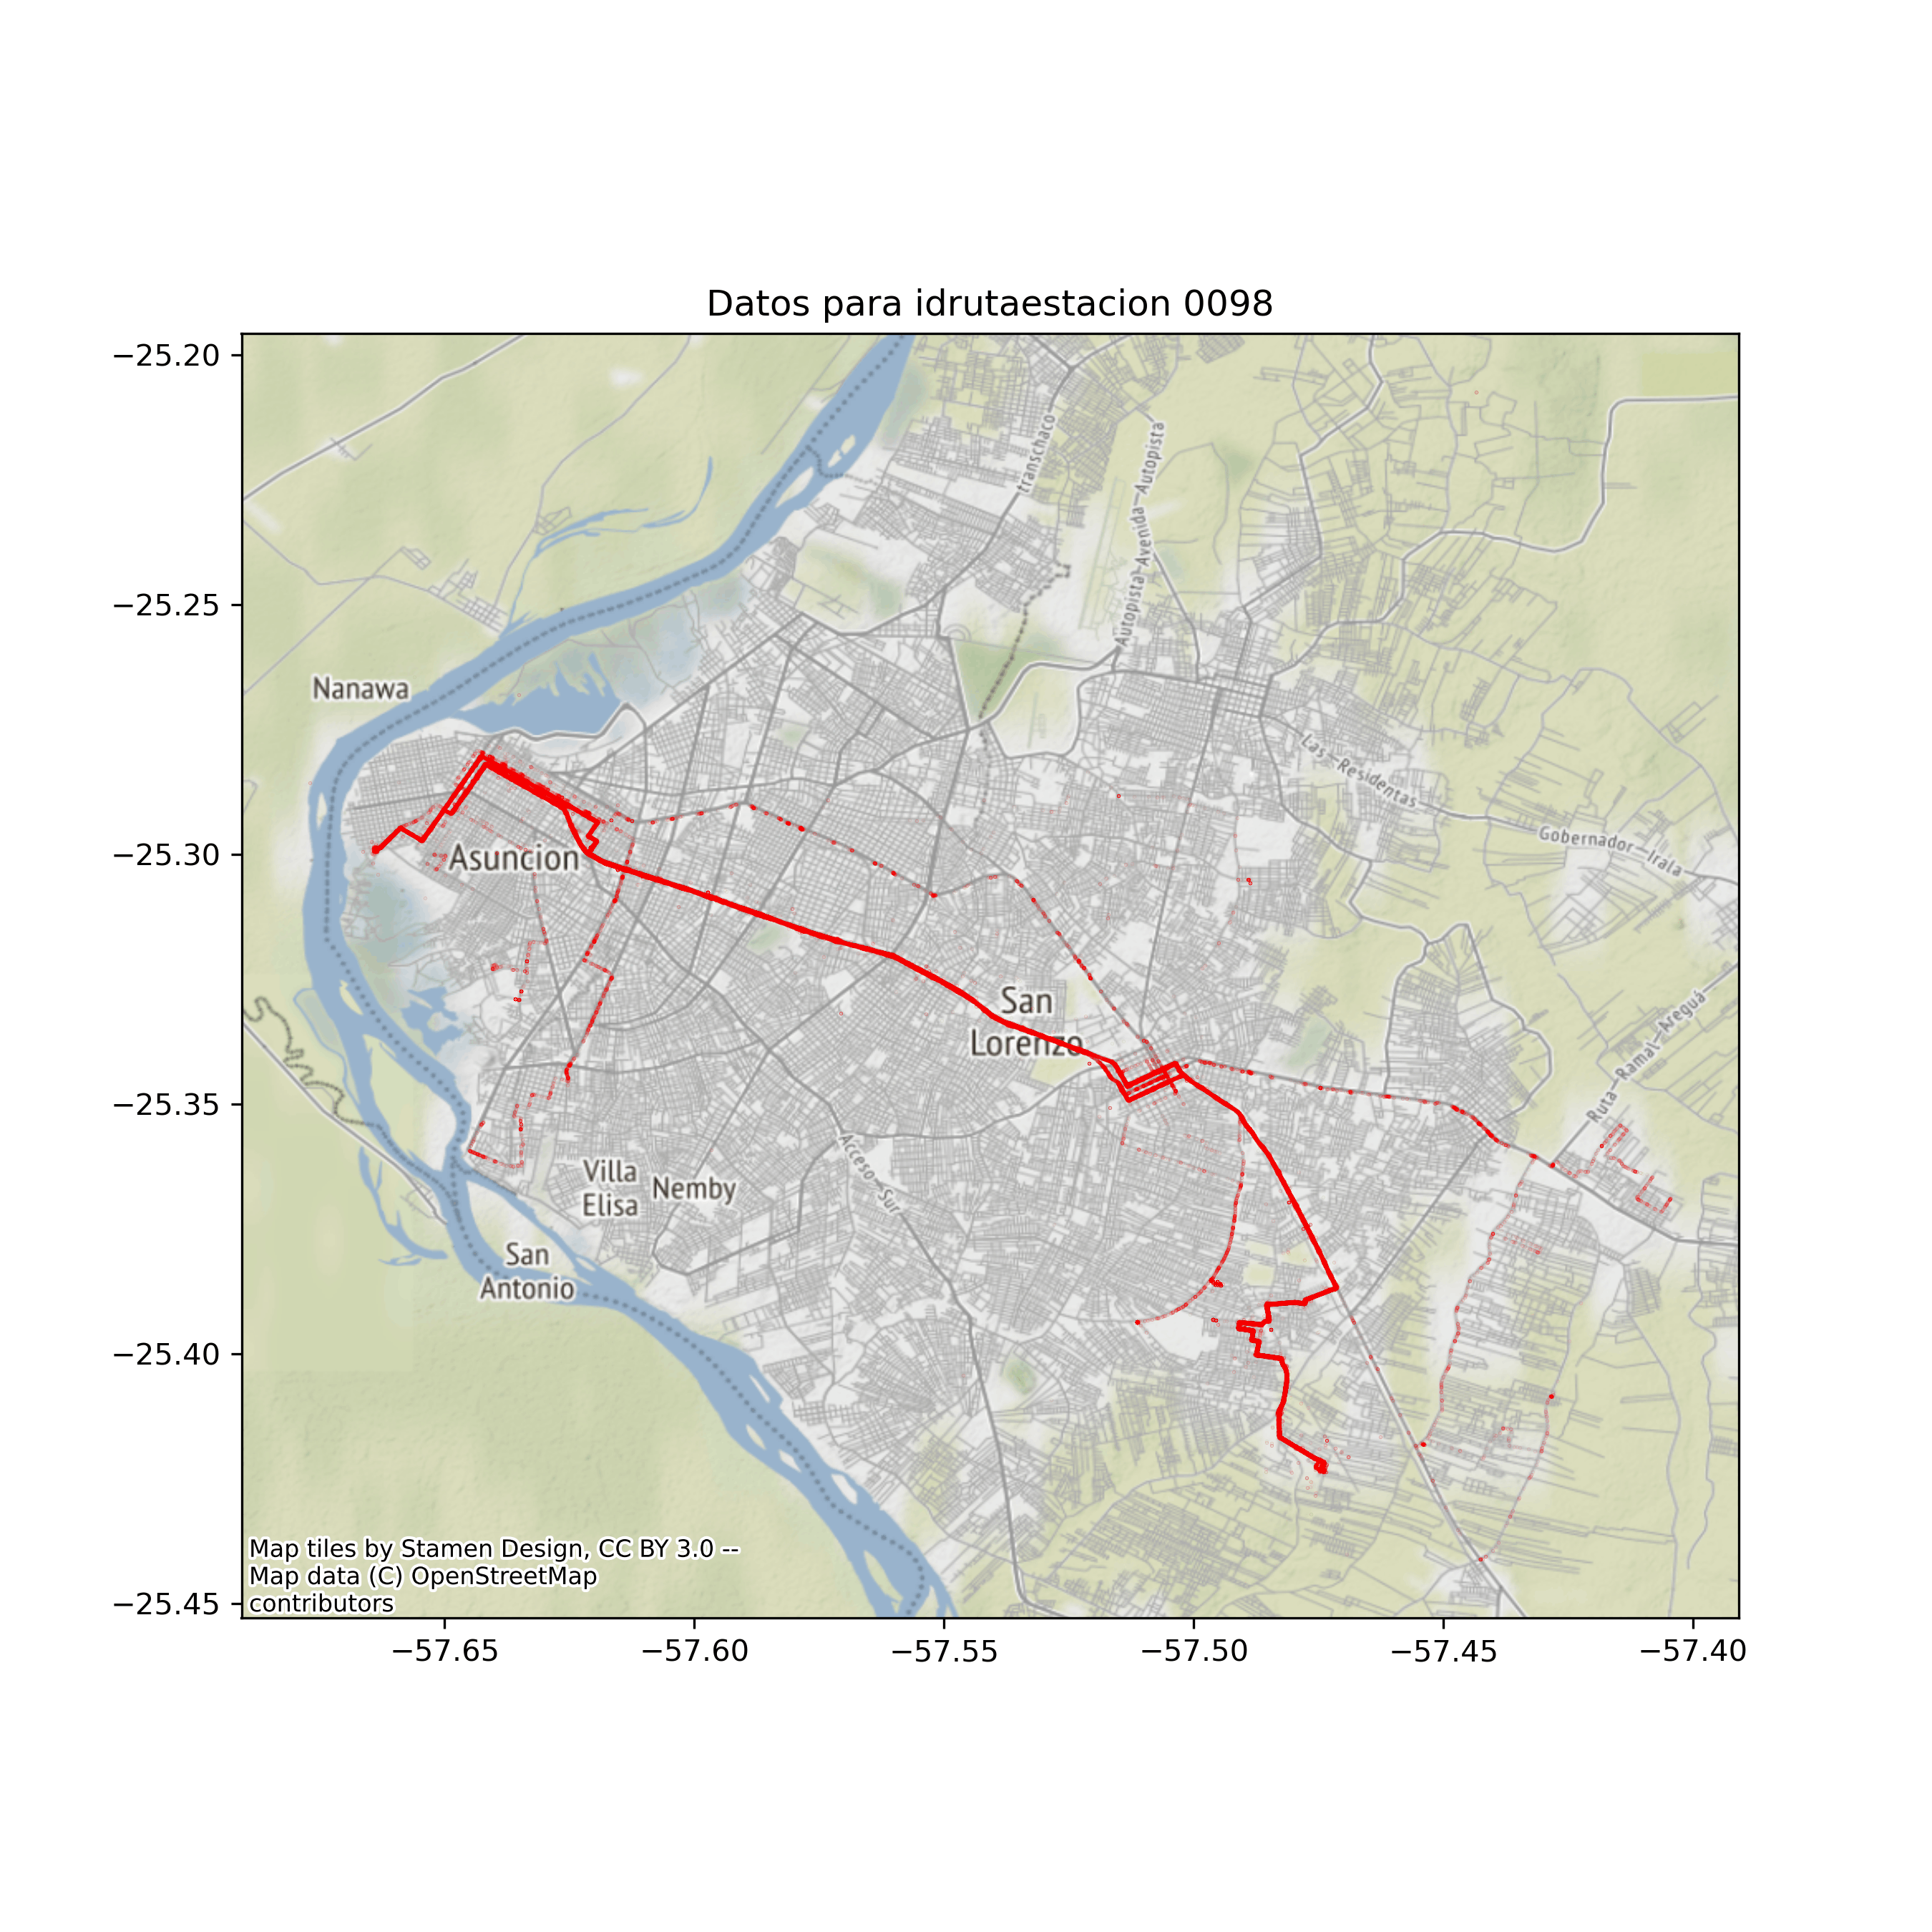 Datos para idrutaestacion 0098
−25.20
−25.25
−25.30
−25.35
−25.40
−25.45
transchaco
Autopista—Avenida—Autopista
Nanawa
Las—Residentas
Gobernador—Irala
Asuncion
San
Lorenzo
Ruta—Ramal—Areguá
Acceso—Sur
Villa
Elisa
Nemby
San
Antonio
Map tiles by Stamen Design, CC BY 3.0 --
Map data (C) OpenStreetMap
contributors
−57.65
−57.60
−57.55
−57.50
−57.45
−57.40